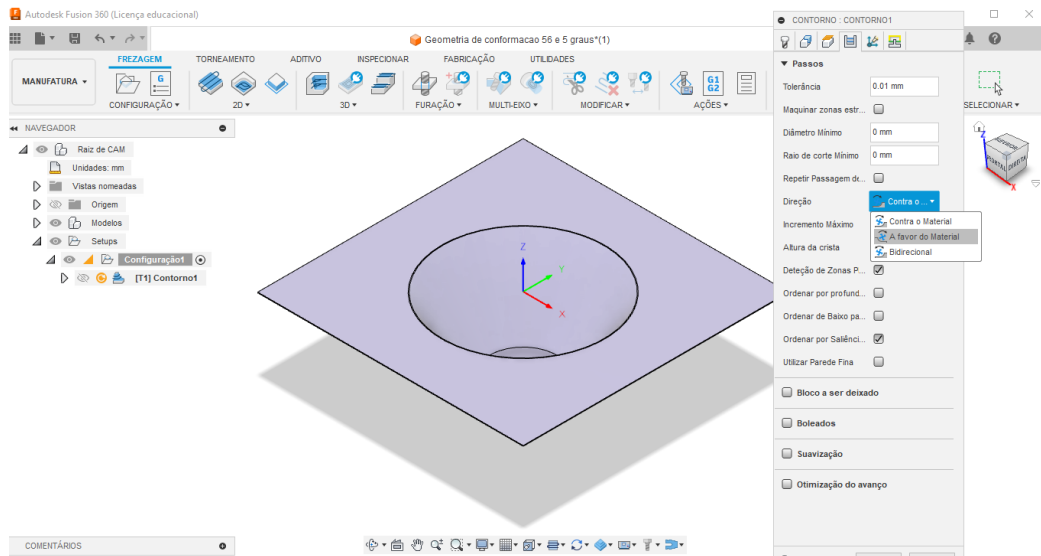 Autodesk Fusion 360 (Licença educacional)
Geometria de conformacao 56 e 5 graus*(1)
MANUFATURA
FREZAGEM TORNEAMENTO ADITIVO INSPECIONAR FABRICAÇÃO UTILIDADES
G
G1
G2
CONFIGURAÇÃO 2D 3D FURAÇÃO MULTI-EIXO MODIFICAR AÇÕES SELECIONAR
NAVEGADOR
Raiz de CAM
Unidades: mm
Vistas nomeadas
Origem
Modelos
Setups
Configuração1
[T1] Contorno1
Z
Y
X
CONTORNO : CONTORNO1
Passos
Tolerância 0.01 mm
Maquinar zonas estr...
Diâmetro Mínimo 0 mm
Raio de corte Mínimo 0 mm
Repetir Passagem de...
Direção Contra o ...
Contra o Material
A favor do Material
Bidirecional
Incremento Máximo
Altura da crista
Deteção de Zonas P...
Ordenar por profund...
Ordenar de Baixo pa...
Ordenar por Saliênci...
Utilizar Parede Fina
Bloco a ser deixado
Boleados
Suavização
Otimização do avanço
Z
SUPERIOR
FRONTAL
DIREITA
X
COMENTÁRIOS